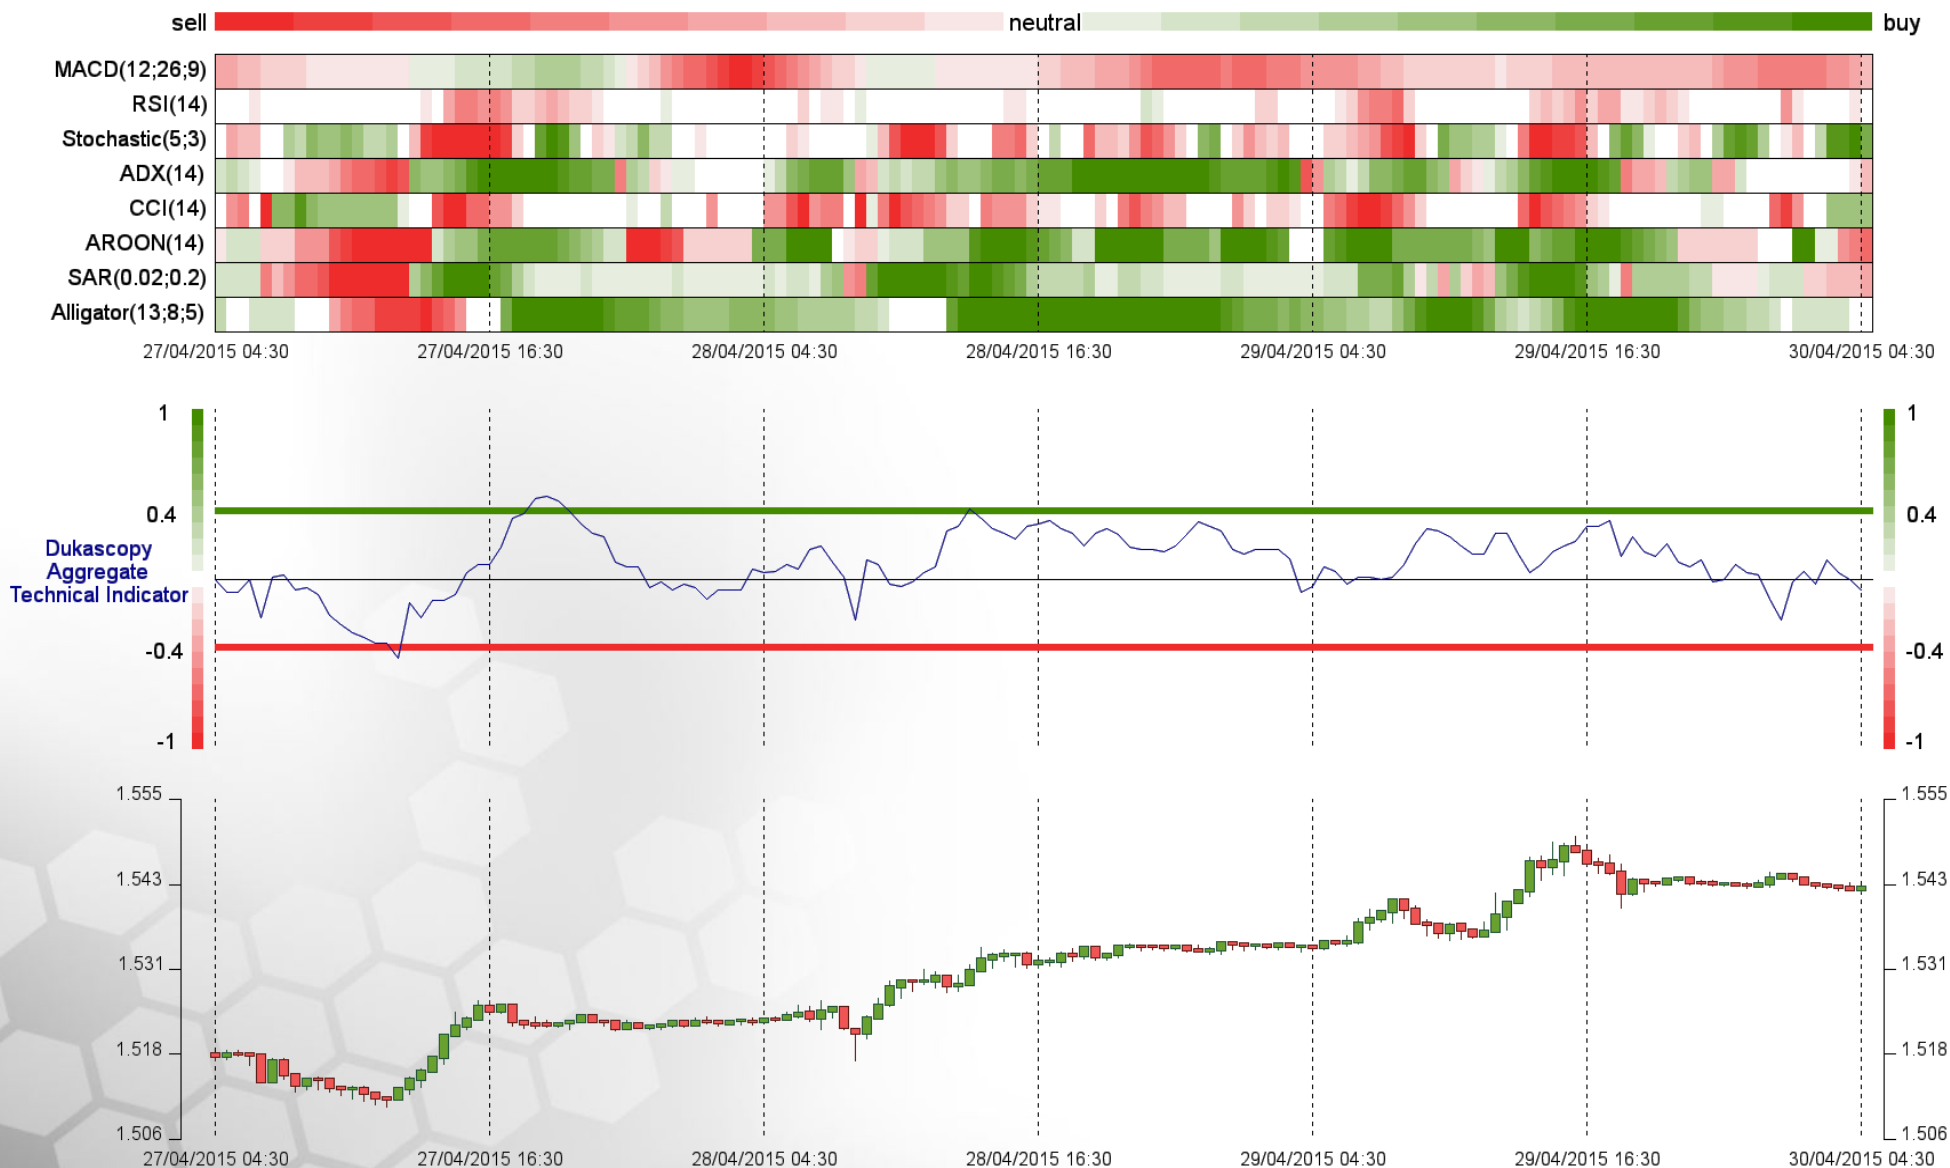 sell neutral buy
MACD(12;26;9)
RSI(14)
Stochastic(5;3)
ADX(14)
CCI(14)
AROON(14)
SAR(0.02;0.2)
Alligator(13;8;5)
27/04/2015 04:30 27/04/2015 16:30 28/04/2015 04:30 28/04/2015 16:30 29/04/2015 04:30 29/04/2015 16:30 30/04/2015 04:30
1 1
0.4 0.4
Dukascopy
Aggregate
Technical Indicator
-0.4 -0.4
-1 -1
1.555 1.555
1.543 1.543
1.531 1.531
1.518 1.518
1.506 1.506
27/04/2015 04:30 27/04/2015 16:30 28/04/2015 04:30 28/04/2015 16:30 29/04/2015 04:30 29/04/2015 16:30 30/04/2015 04:30